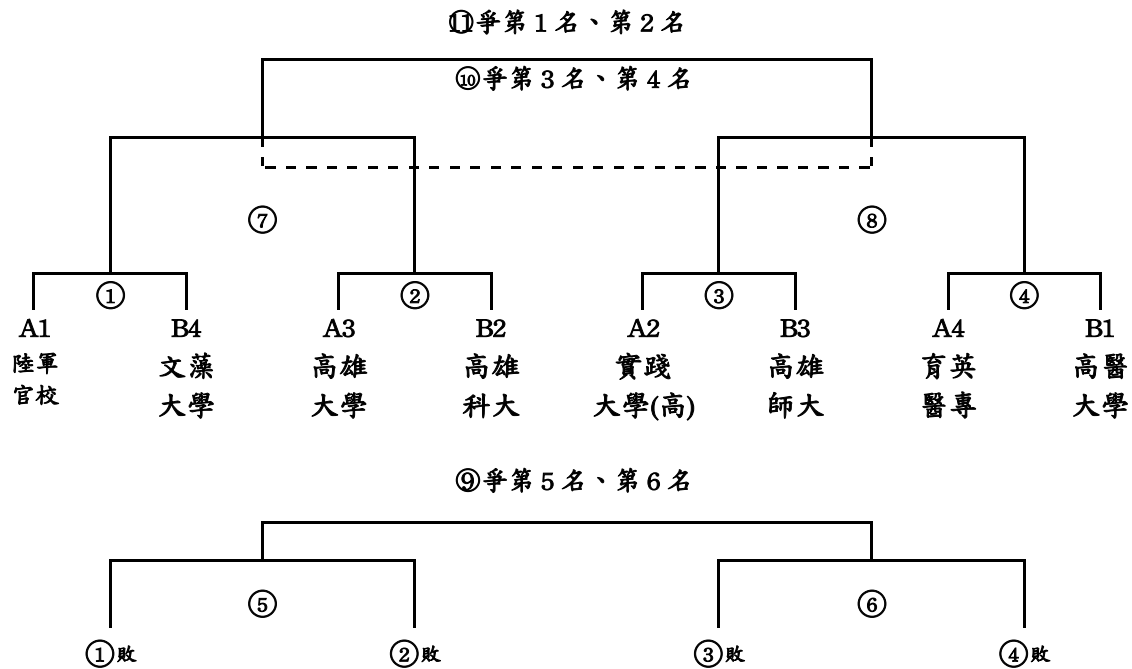 ⑪爭第1名、第2名
⑩爭第3名、第4名
⑦ ⑧
① ② ③ ④
A1 B4 A3 B2 A2 B3 A4 B1
陸軍 文藻 高雄 高雄 實踐 高雄 育英 高醫
官校 大學 大學 科大 大學(高) 師大 醫專 大學
⑨爭第5名、第6名
⑤ ⑥
①敗 ②敗 ③敗 ④敗